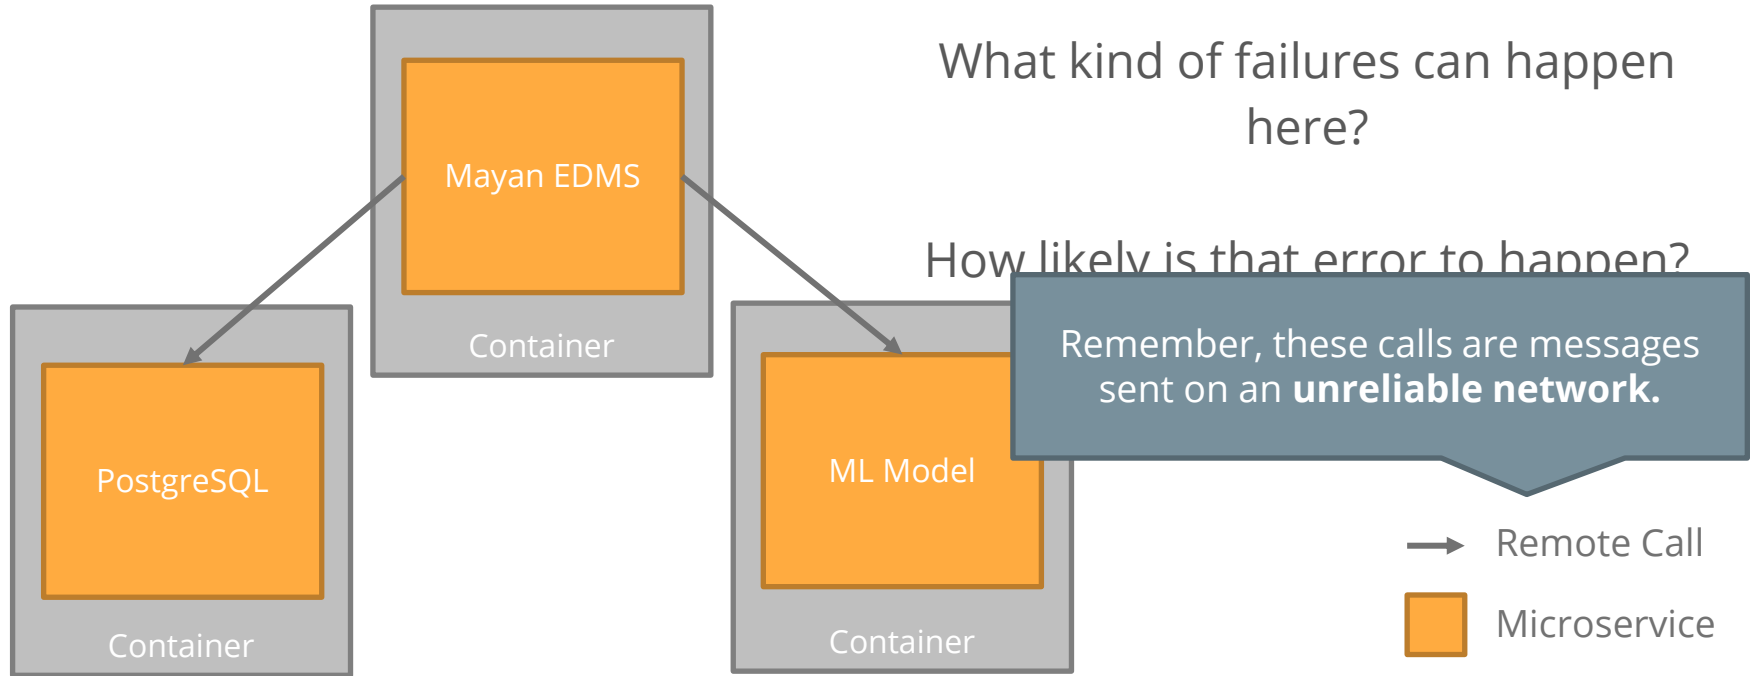 What kind of failures can happen
here?
How likely is that error to happen?
Remember, these calls are messages
sent on an unreliable network.
Mayan EDMS
Container
PostgreSQL
Container
ML Model
Container
Remote Call
Microservice